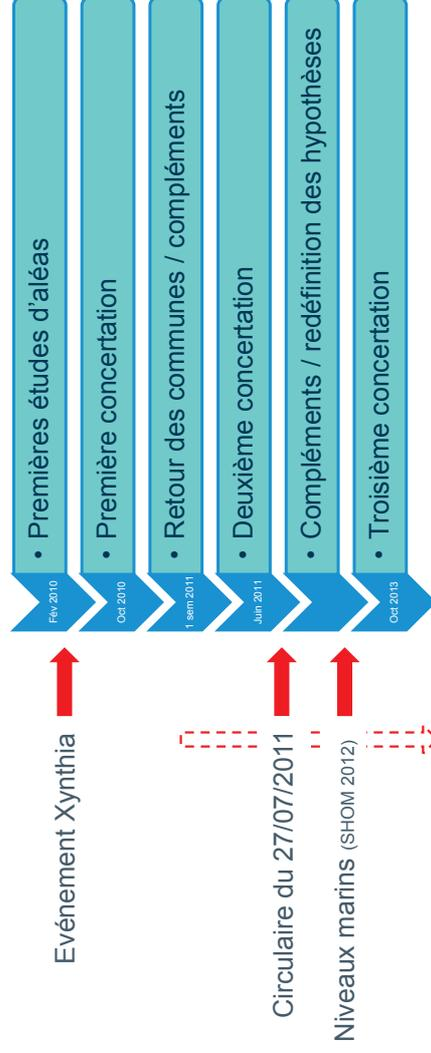 Fév 2010
• Premières études d'aléas
Oct 2010
• Première concertation
1 sem 2011
• Retour des communes / compléments
Juin 2011
• Deuxième concertation
• Compléments / redéfinition des hypothèses
Oct 2013
• Troisième concertation
Evénement Xynthia
Circulaire du 27/07/2011
Niveaux marins (SHOM 2012)